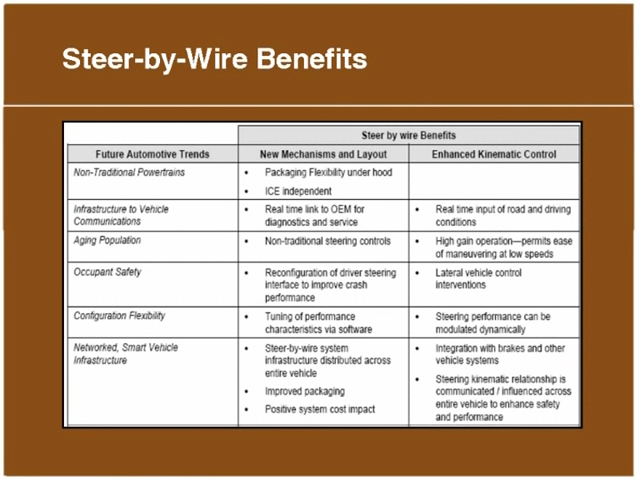 Steer-by-Wire Benefits
Steer by wire Benefits
Future Automotive Trends
New Mechanisms and Layout
Enhanced Kinematic Control
Non-Traditional Powertrains
• Packaging Flexibility under hood
• ICE independent
Infrastructure to Vehicle
Communications
• Real time link to OEM for
diagnostics and service
• Real time input of road and driving
conditions
Aging Population
• Non-traditional steering controls
• High gain operation—permits ease
of maneuvering at low speeds
Occupant Safety
• Reconfiguration of driver steering
interface to improve crash
performance
• Lateral vehicle control
interventions
Configuration Flexibility
• Tuning of performance
characteristics via software
• Steering performance can be
modulated dynamically
Networked, Smart Vehicle
Infrastructure
• Steer-by-wire system
infrastructure distributed across
entire vehicle
• Improved packaging
• Positive system cost impact
• Integration with brakes and other
vehicle systems
• Steering kinematic relationship is
communicated / influenced across
entire vehicle to enhance safety
and performance